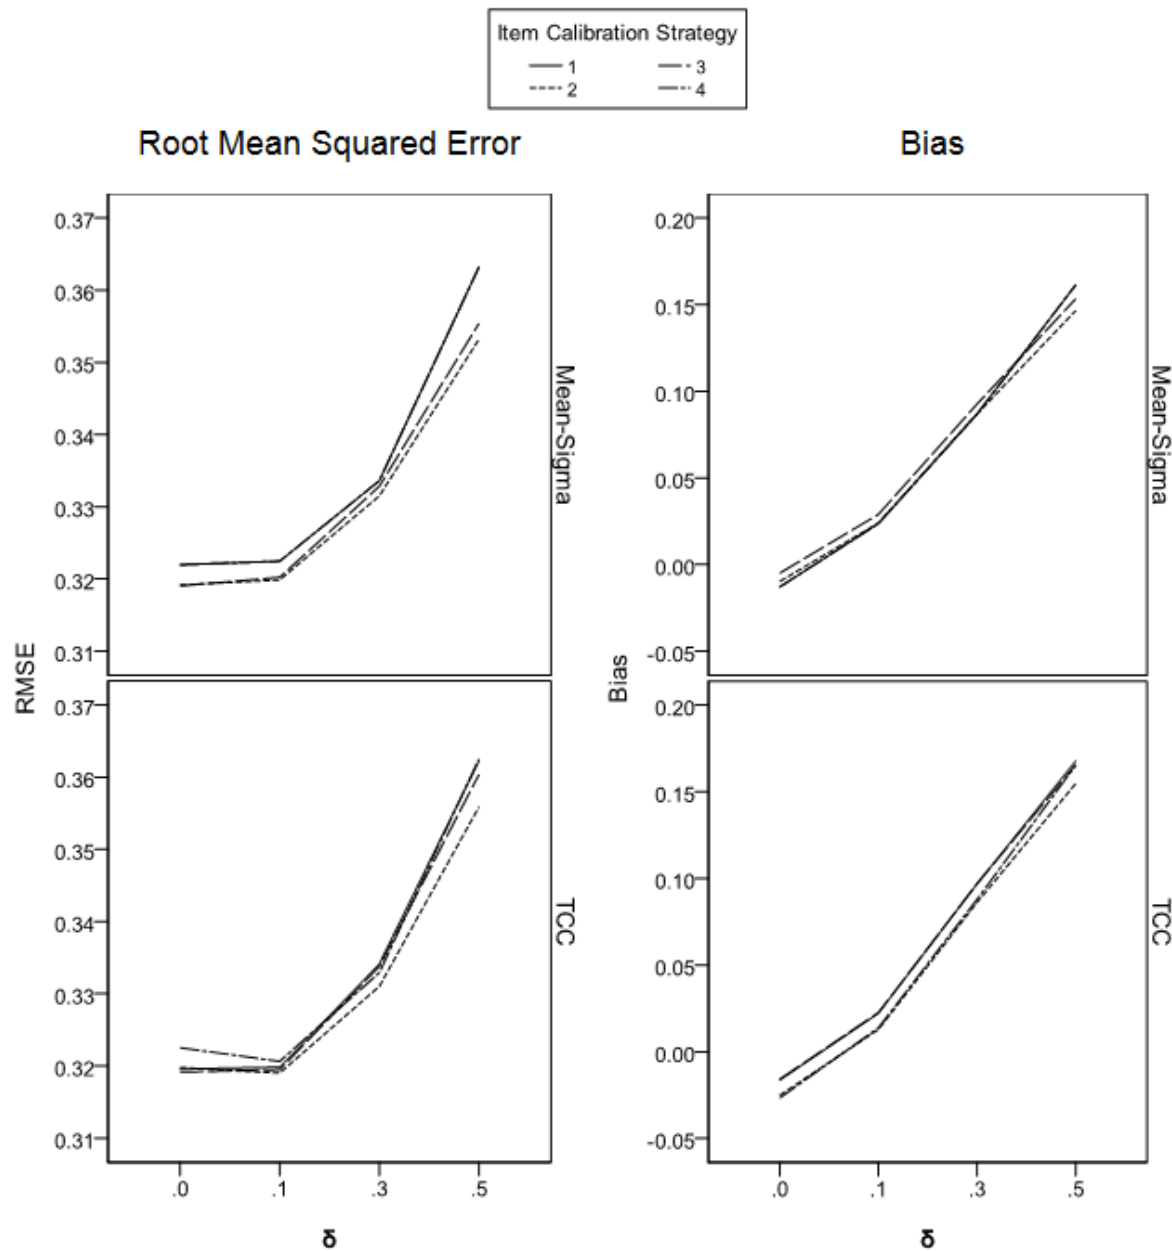 Item Calibration Strategy
1 3
2 4
Root Mean Squared Error
Bias
0.37
0.36
0.35
0.34
0.33
0.32
0.31
Mean-Sigma
0.20
0.15
0.10
0.05
0.00
-0.05
Mean-Sigma
RMSE
Bias
0.37
0.36
0.35
0.34
0.33
0.32
0.31
TCC
.0 .1 .3 .5
δ
0.20
0.15
0.10
0.05
0.00
-0.05
TCC
.0 .1 .3 .5
δ